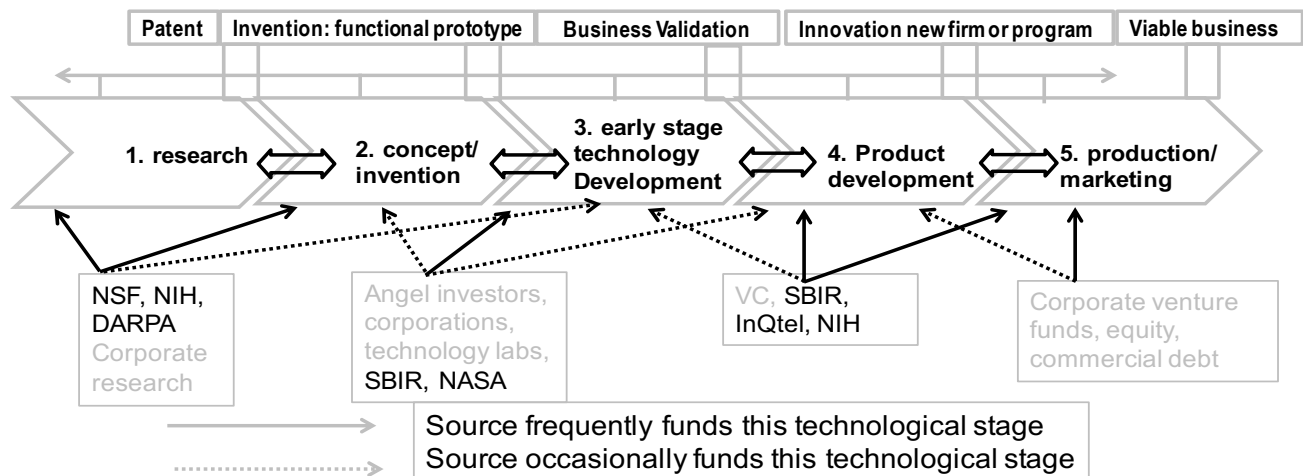 Patent
Invention: functional prototype
Business Validation
Innovation new firm or program
Viable business
1. research
2. concept/
invention
3. early stage
technology
Development
4. Product
development
5. production/
marketing
NSF, NIH,
DARPA
Corporate
research
Angel investors,
corporations,
technology labs,
SBIR, NASA
VC, SBIR,
InQtel, NIH
Corporate venture
funds, equity,
commercial debt
Source frequently funds this technological stage
Source occasionally funds this technological stage